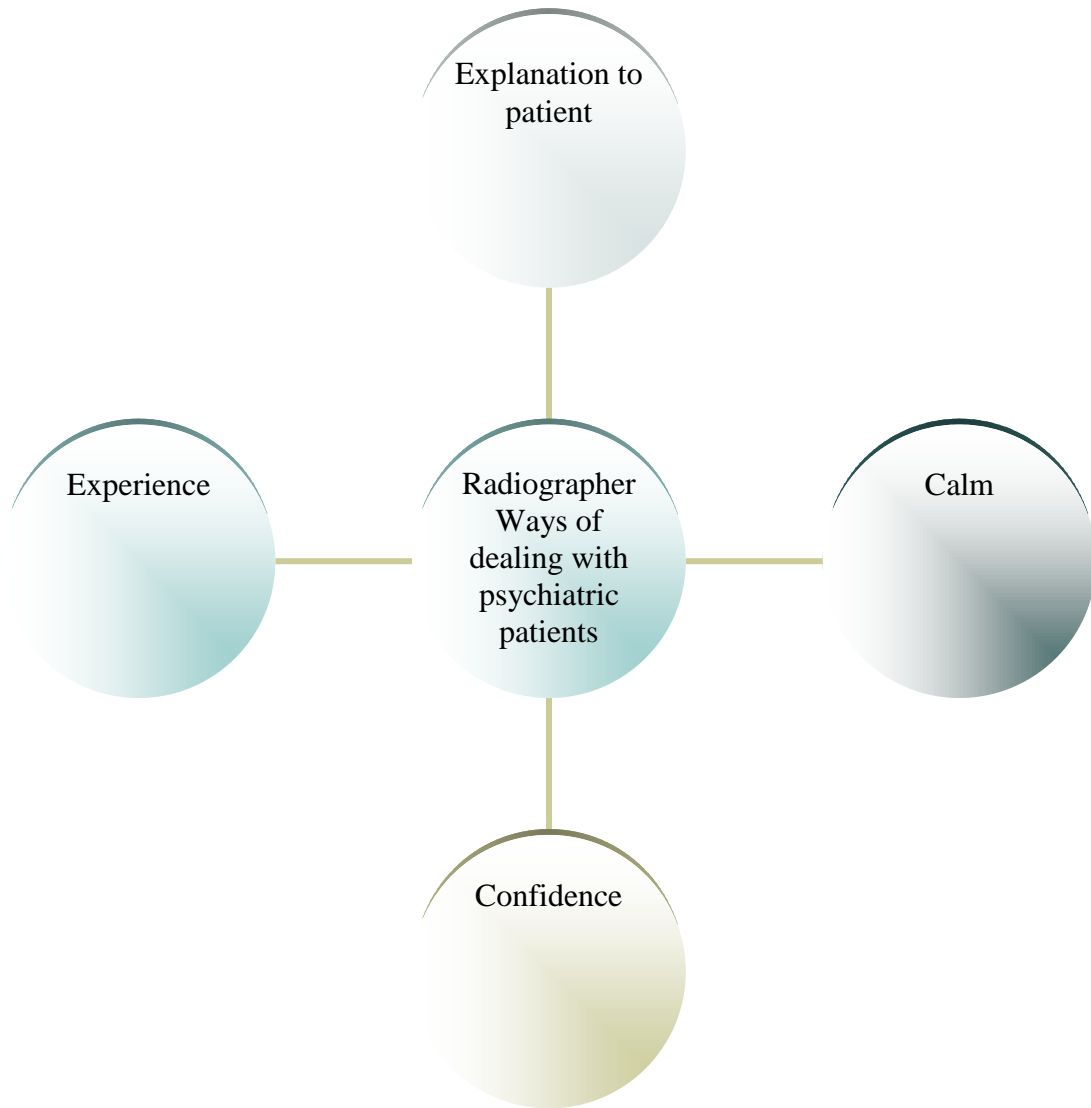 Explanation to
patient
Experience
Radiographer
Ways of
dealing with
psychiatric
patients
Calm
Confidence